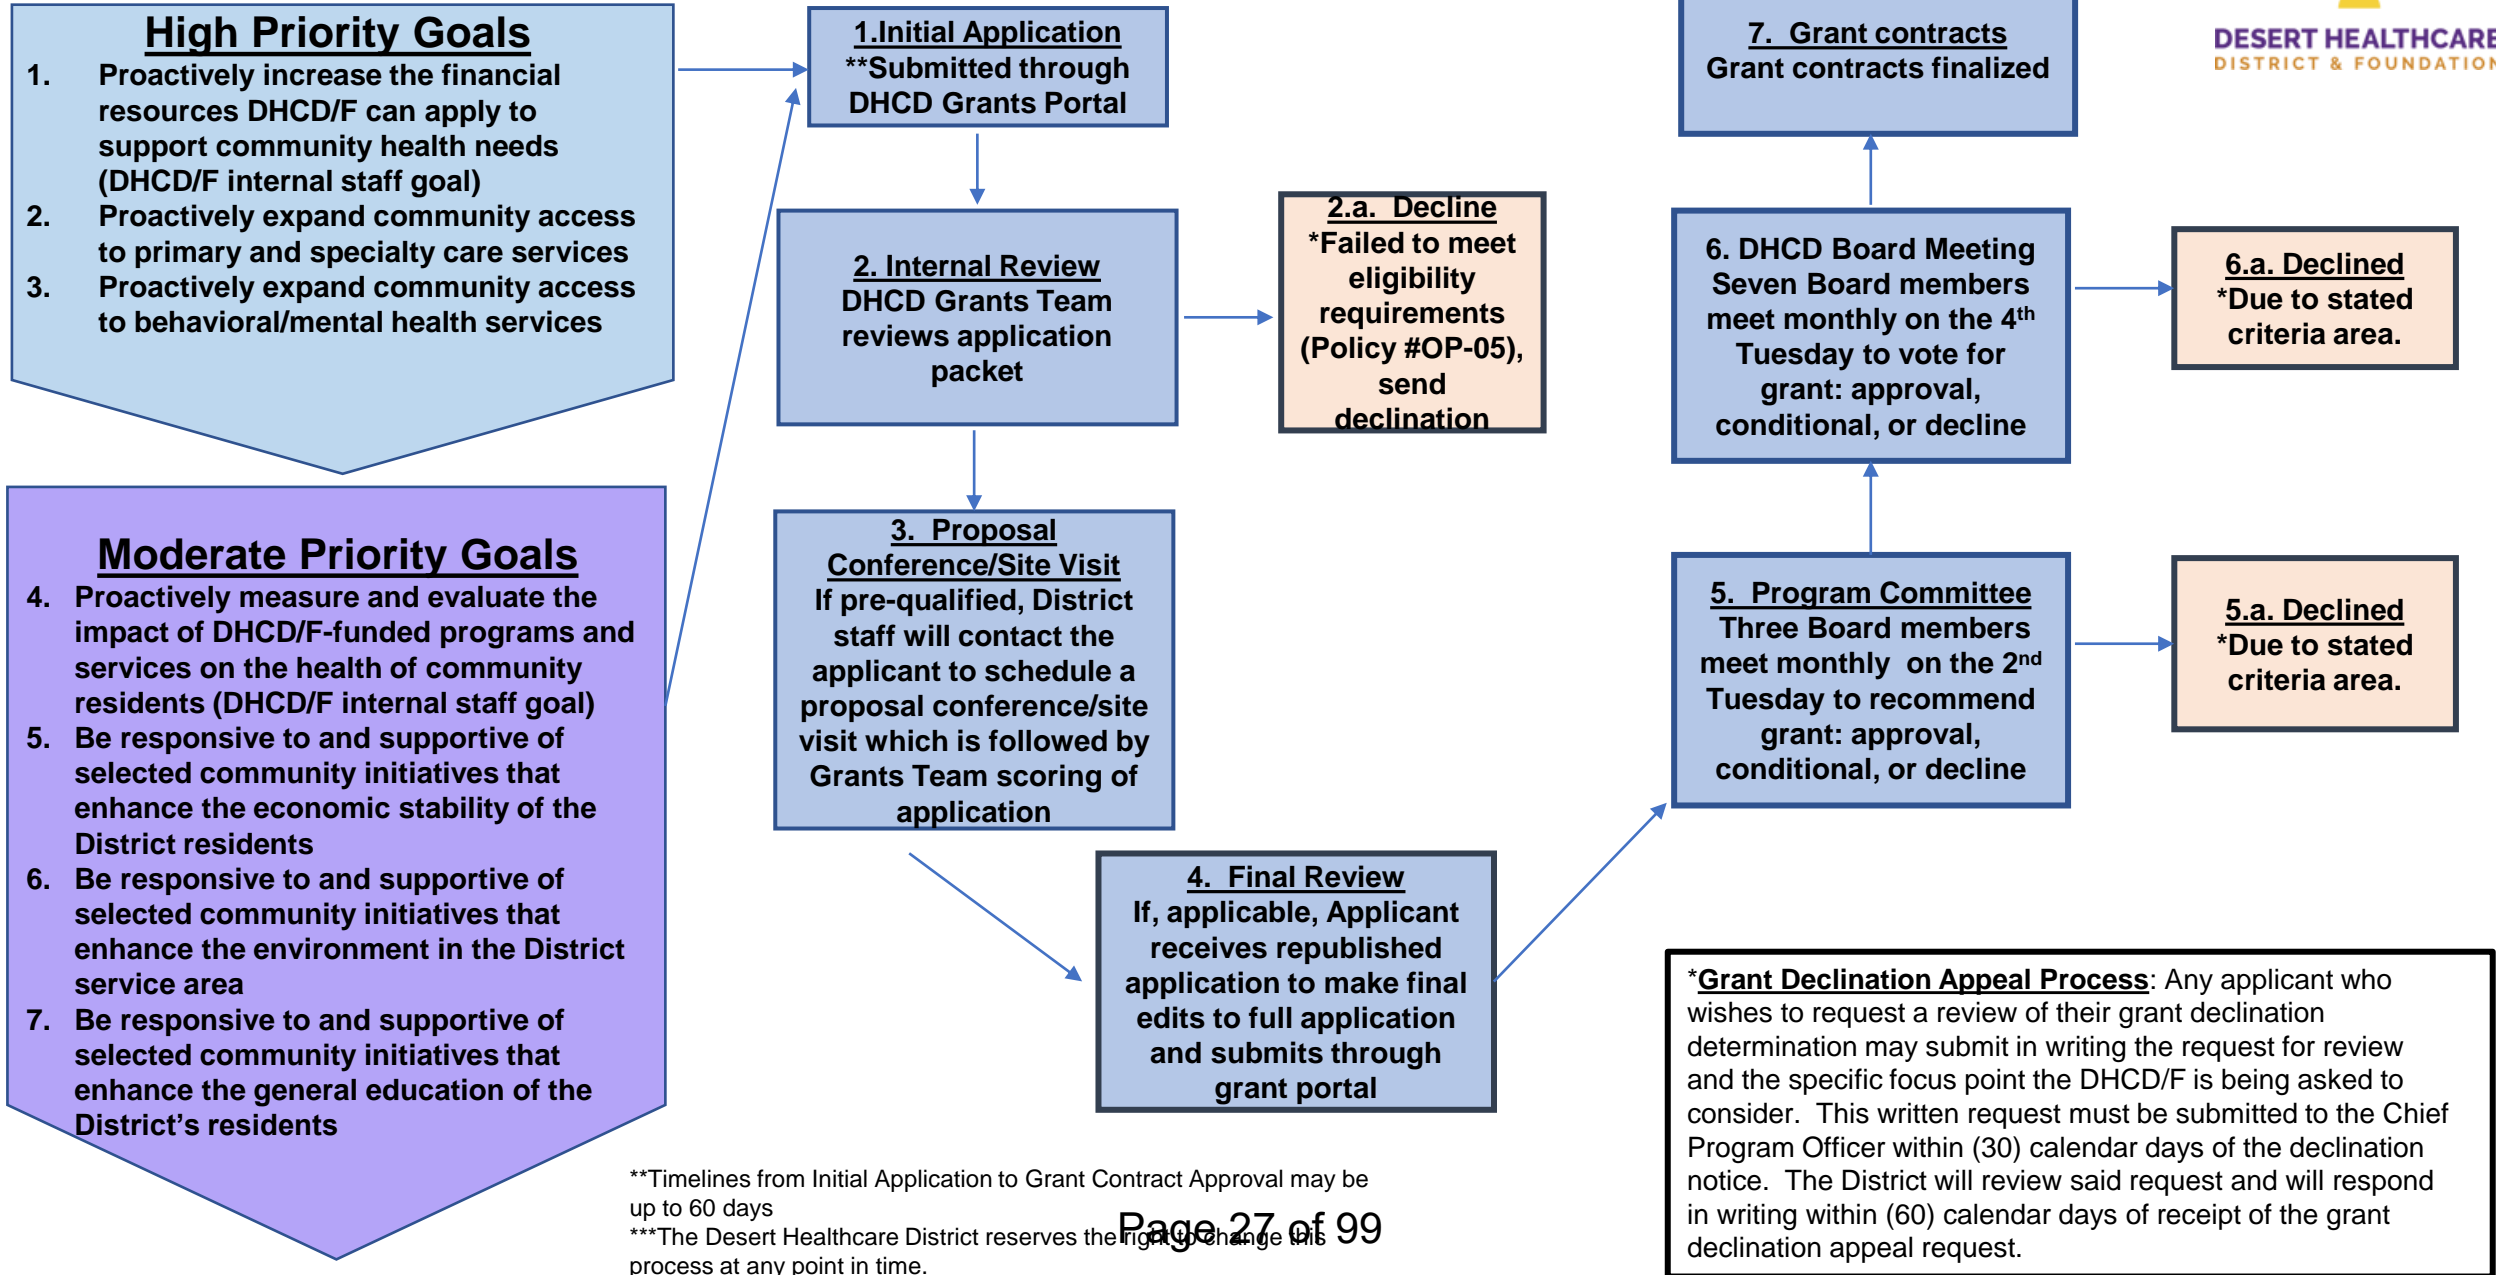 High Priority Goals
1. Proactively increase the financial
resources DHCD/F can apply to
support community health needs
(DHCD/F internal staff goal)
2. Proactively expand community access
to primary and specialty care services
3. Proactively expand community access
to behavioral/mental health services
Moderate Priority Goals
4. Proactively measure and evaluate the
impact of DHCD/F-funded programs and
services on the health of community
residents (DHCD/F internal staff goal)
5. Be responsive to and supportive of
selected community initiatives that
enhance the economic stability of the
District residents
6. Be responsive to and supportive of
selected community initiatives that
enhance the environment in the District
service area
7. Be responsive to and supportive of
selected community initiatives that
enhance the general education of the
District’s residents
1.Initial Application
**Submitted through
DHCD Grants Portal
2. Internal Review
DHCD Grants Team
reviews application
packet
2.a. Decline
*Failed to meet
eligibility
requirements
(Policy #OP-05),
send
declination
3. Proposal
Conference/Site Visit
If pre-qualified, District
staff will contact the
applicant to schedule a
proposal conference/site
visit which is followed by
Grants Team scoring of
application
4. Final Review
If, applicable, Applicant
receives republished
application to make final
edits to full application
and submits through
grant portal
5. Program Committee
Three Board members
meet monthly on the 2nd
Tuesday to recommend
grant: approval,
conditional, or decline
5.a. Declined
*Due to stated
criteria area.
6. DHCD Board Meeting
Seven Board members
meet monthly on the 4th
Tuesday to vote for
grant: approval,
conditional, or decline
6.a. Declined
*Due to stated
criteria area.
7. Grant contracts
Grant contracts finalized
DESERT HEALTHCARE
DISTRICT & FOUNDATION
*Grant Declination Appeal Process: Any applicant who
wishes to request a review of their grant declination
determination may submit in writing the request for review
and the specific focus point the DHCD/F is being asked to
consider. This written request must be submitted to the Chief
Program Officer within (30) calendar days of the declination
notice. The District will review said request and will respond
in writing within (60) calendar days of receipt of the grant
declination appeal request.
**Timelines from Initial Application to Grant Contract Approval may be
up to 60 days
***The Desert Healthcare District reserves the right to change this
process at any point in time.
Page 27 of 99